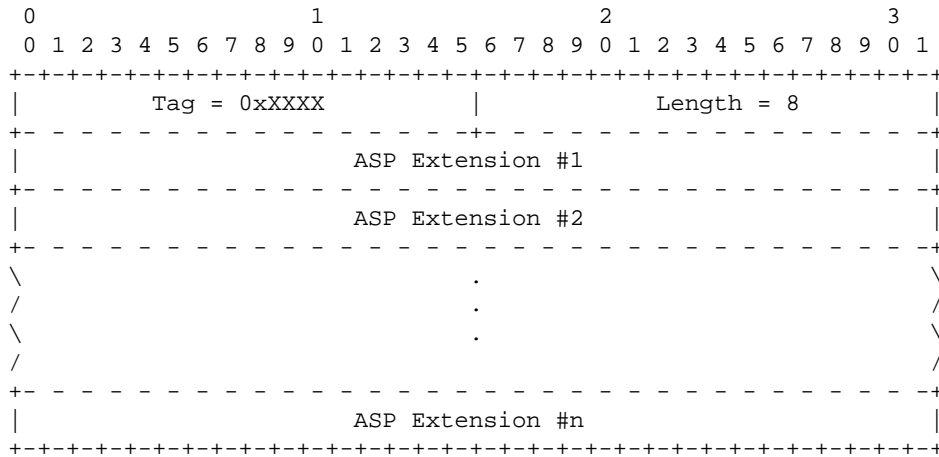 0                   1                   2                   3
0 1 2 3 4 5 6 7 8 9 0 1 2 3 4 5 6 7 8 9 0 1 2 3 4 5 6 7 8 9 0 1
+-+-+-+-+-+-+-+-+-+-+-+-+-+-+-+-+-+-+-+-+-+-+-+-+-+-+-+-+-+-+-+-+
|         Tag = 0xXXXX          |            Length = 8         |
+- - - - - - - - - - - - - - - -+- - - - - - - - - - - - - - - -+
|                       ASP Extension #1                        |
+- - - - - - - - - - - - - - - - - - - - - - - - - - - - - - - -+
|                       ASP Extension #2                        |
+- - - - - - - - - - - - - - - - - - - - - - - - - - - - - - - -+
\                               .                               \
/                               .                               /
\                               .                               \
/                                                               /
+- - - - - - - - - - - - - - - - - - - - - - - - - - - - - - - -+
|                       ASP Extension #n                        |
+-+-+-+-+-+-+-+-+-+-+-+-+-+-+-+-+-+-+-+-+-+-+-+-+-+-+-+-+-+-+-+-+